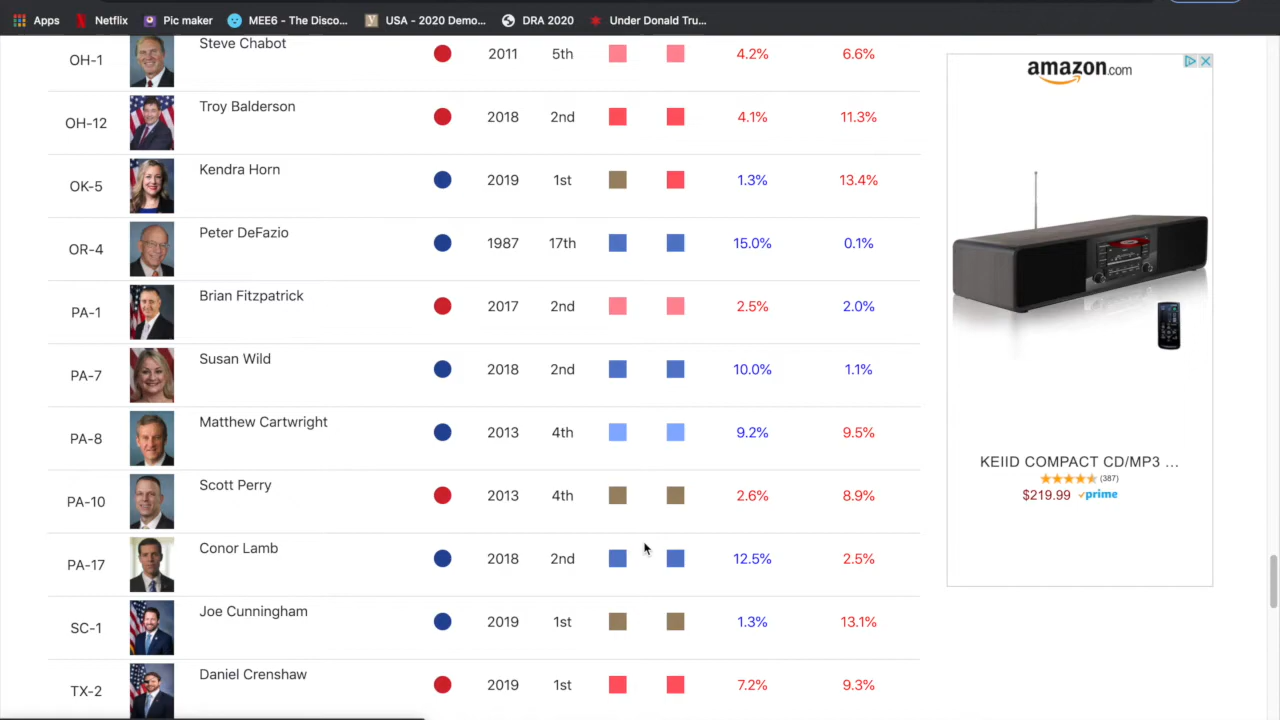 Apps Netflix Pic maker MEE6 - The Disco... USA - 2020 Demo... DRA 2020 Under Donald Tru...
OH-1 Steve Chabot 2011 5th 4.2% 6.6%
OH-12 Troy Balderson 2018 2nd 4.1% 11.3%
OK-5 Kendra Horn 2019 1st 1.3% 13.4%
OR-4 Peter DeFazio 1987 17th 15.0% 0.1%
PA-1 Brian Fitzpatrick 2017 2nd 2.5% 2.0%
PA-7 Susan Wild 2018 2nd 10.0% 1.1%
PA-8 Matthew Cartwright 2013 4th 9.2% 9.5%
PA-10 Scott Perry 2013 4th 2.6% 8.9%
PA-17 Conor Lamb 2018 2nd 12.5% 2.5%
SC-1 Joe Cunningham 2019 1st 1.3% 13.1%
TX-2 Daniel Crenshaw 2019 1st 7.2% 9.3%
amazon.com
KEIID COMPACT CD/MP3 ...
(387)
$219.99 prime